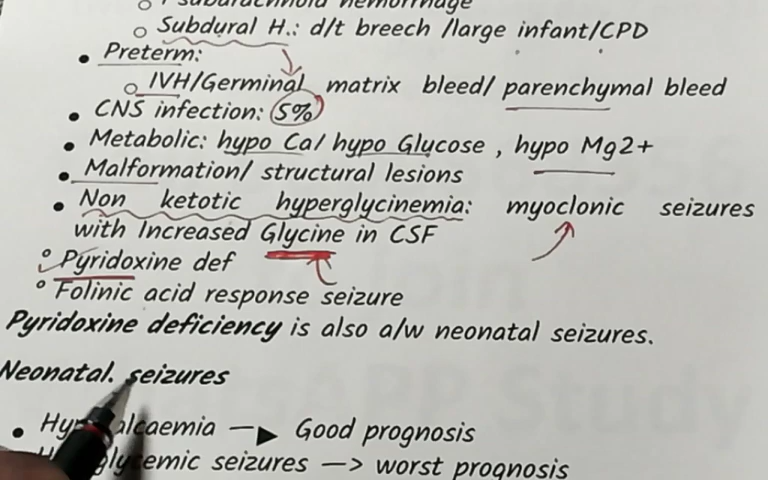 Subdural H.: d/t breech /large infant/CPD
Preterm:
IVH/Germinal matrix bleed/ parenchymal bleed
CNS infection: 5%
Metabolic: hypo Ca/ hypo Glucose , hypo Mg2+
Malformation/ structural lesions
Non ketotic hyperglycinemia: myoclonic seizures
with Increased Glycine in CSF
Pyridoxine def
Folinic acid response seizure
Pyridoxine deficiency is also a/w neonatal seizures.
Neonatal. seizures
Good prognosis
seizures —> worst prognosis